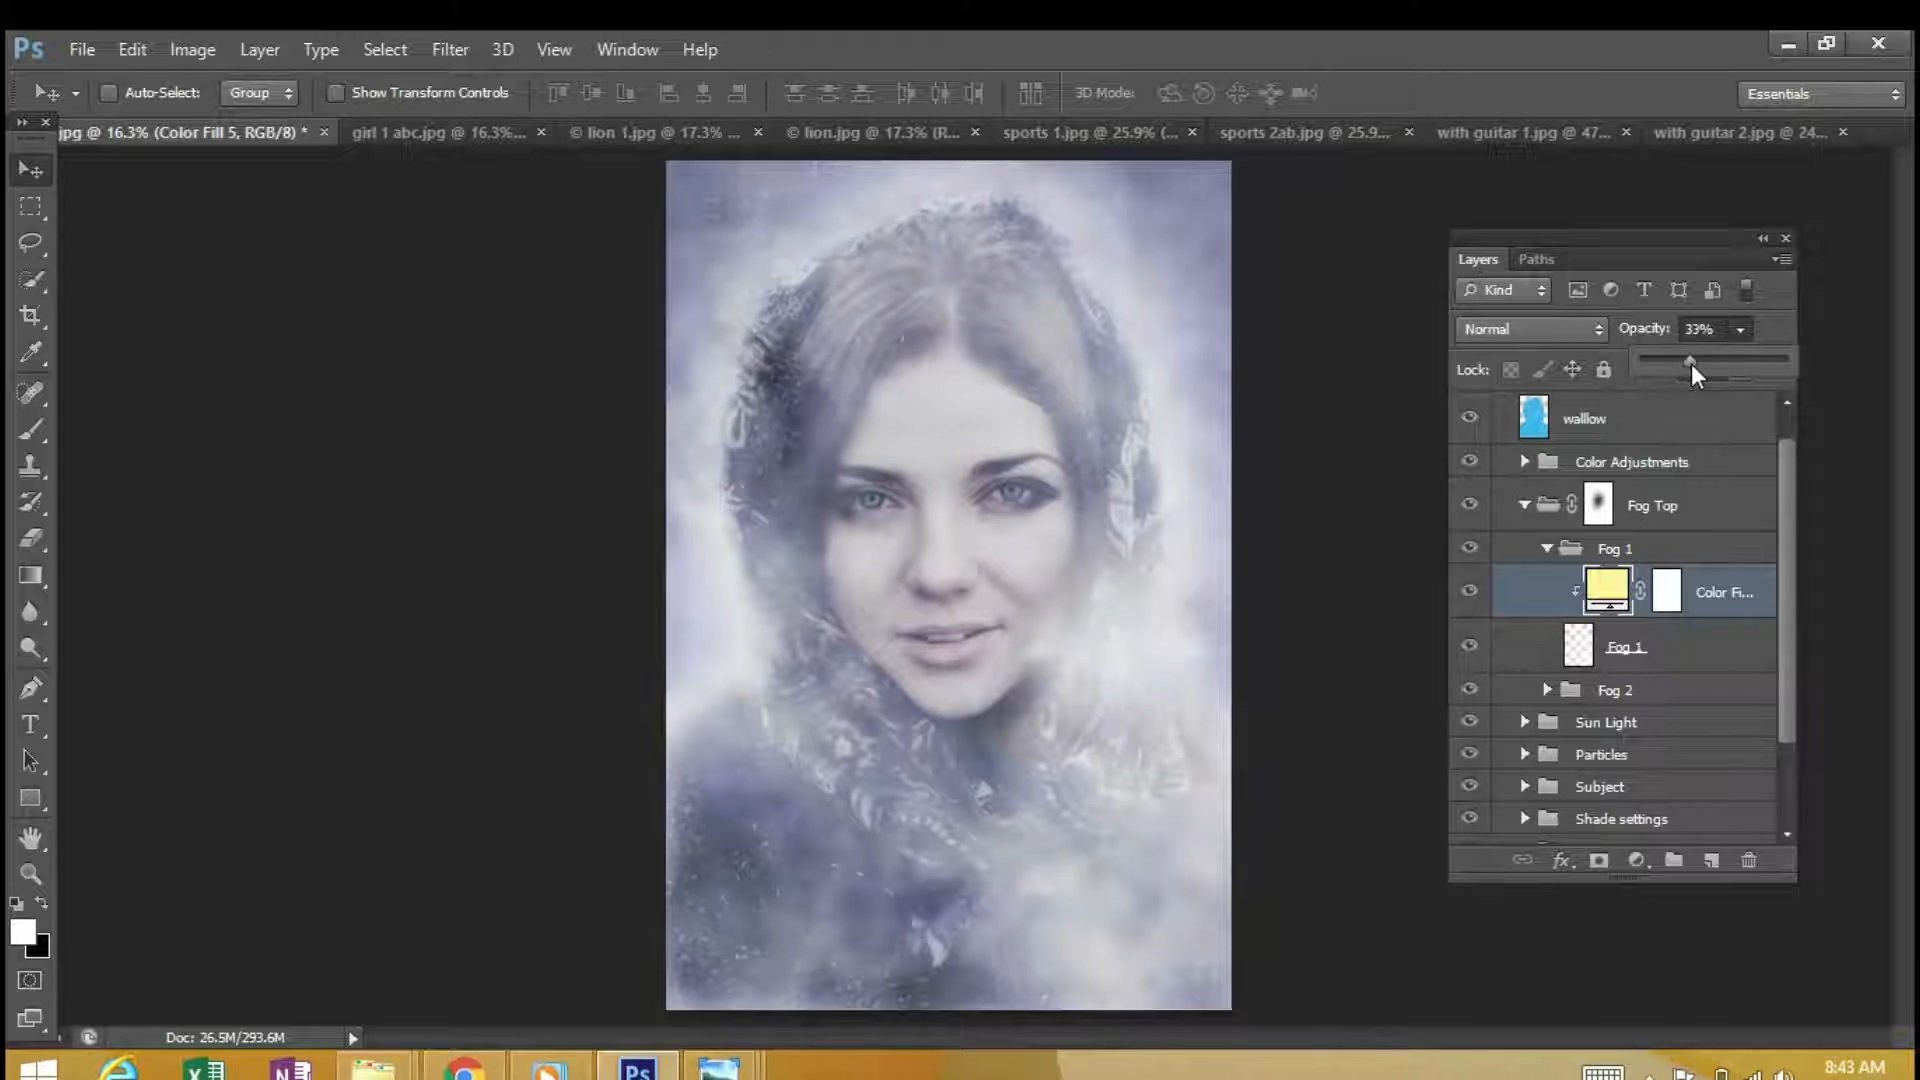 Ps File Edit Image Layer Type Select Filter 3D View Window Help
Auto-Select: Group Show Transform Controls 3D Mode: Essentials
jpg @ 16.3% (Color Fill 5, RGB/8) * girl 1 abc.jpg @ 16.3%... © lion 1.jpg @ 17.3% ... © lion.jpg @ 17.3% (R... sports 1.jpg @ 25.9% (... sports 2ab.jpg @ 25.9... with guitar 1.jpg @ 47... with guitar 2.jpg @ 24...
Layers Paths
Kind
Normal Opacity: 33%
Lock:
walllow
Color Adjustments
Fog Top
Fog 1
Color Fi...
Fog 1
Fog 2
Sun Light
Particles
Subject
Shade settings
fx
Doc: 26.5M/293.6M
Ps
8:43 AM